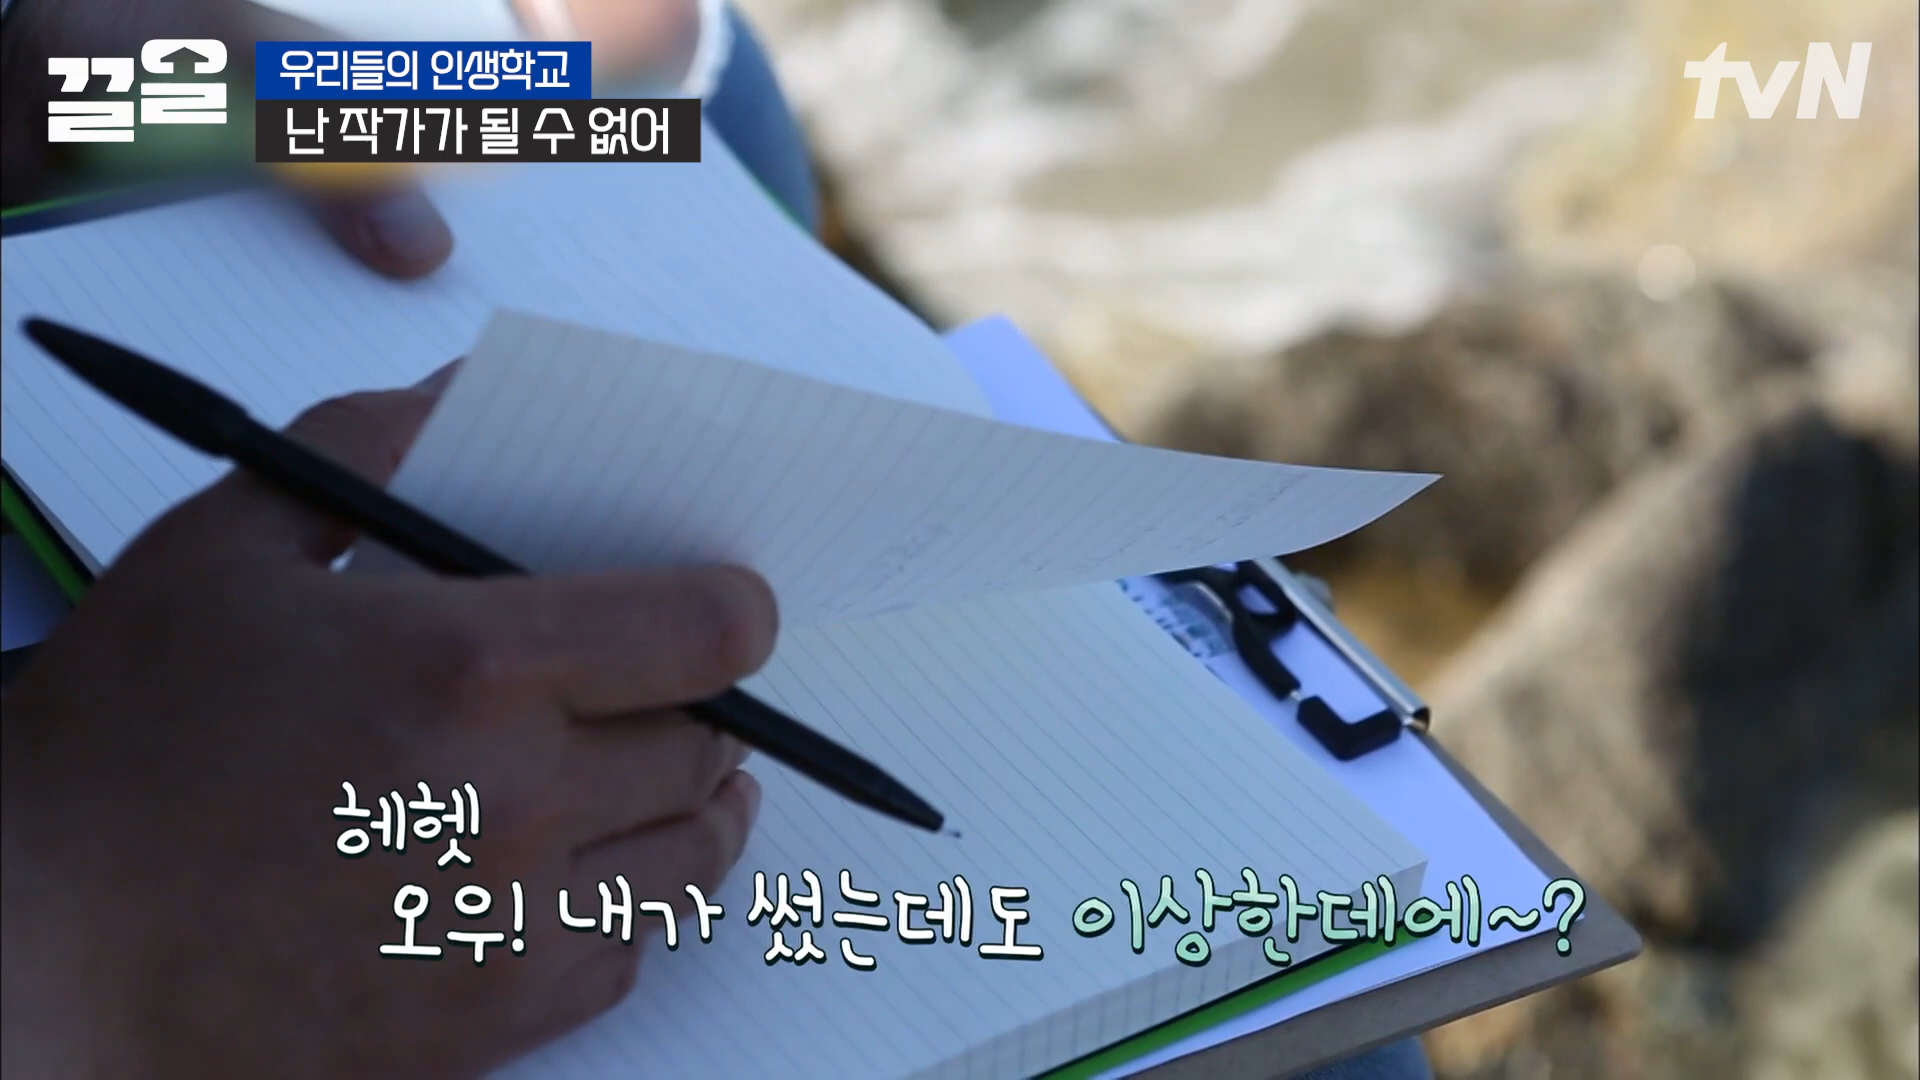 끌올
우리들의 인생학교
난 작가가 될 수 없어
tvN
헤헷
오우! 내가 썼는데도 이상한데에~?